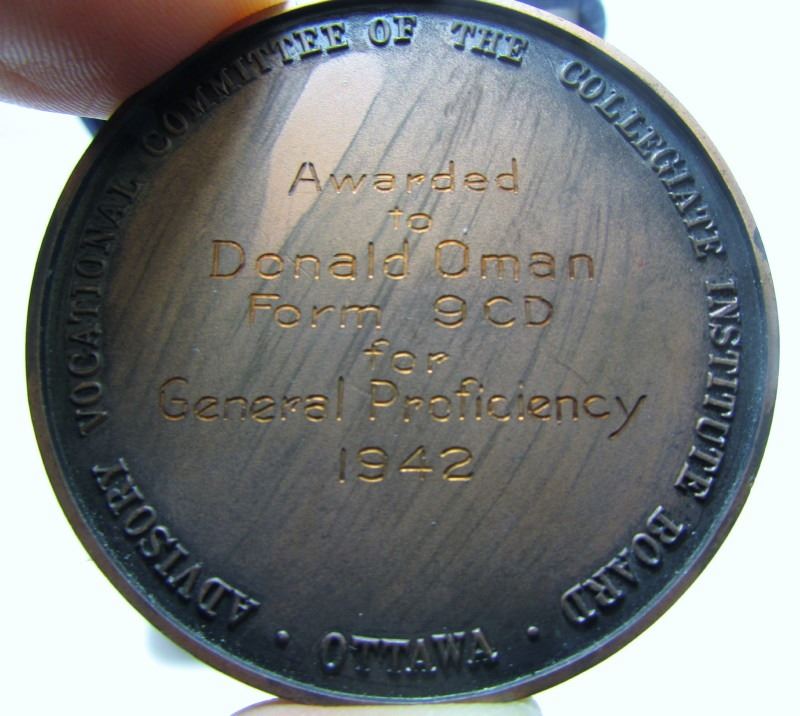 ADVISORY VOCATIONAL COMMITTEE OF THE COLLEGIATE INSTITUTE BOARD
· OTTAWA ·
Awarded
to
Donald Oman
Form 9CD
for
General Proficiency
1942